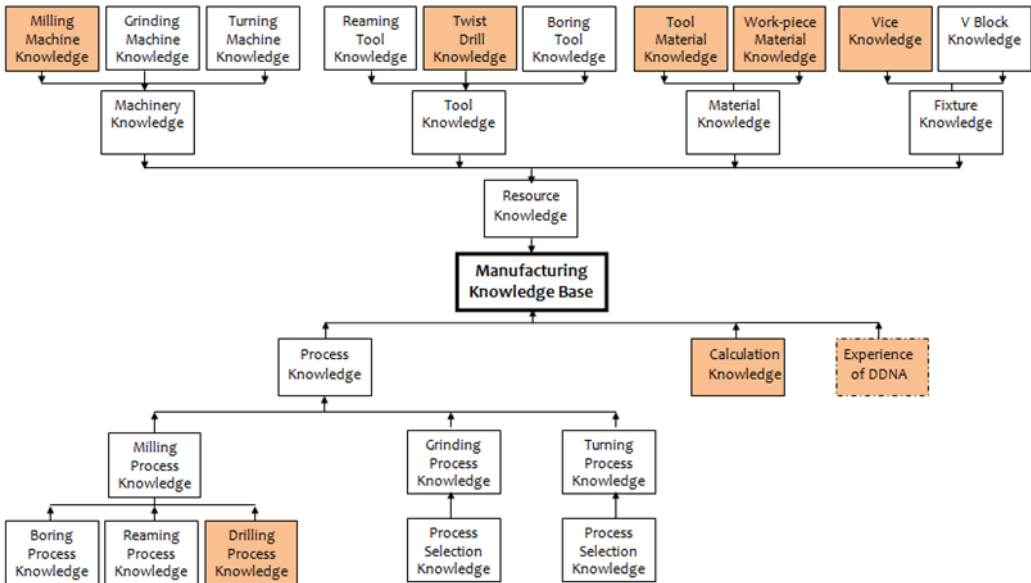 Milling
Machine
Knowledge
Grinding
Machine
Knowledge
Turning
Machine
Knowledge
Reaming
Tool
Knowledge
Twist
Drill
Knowledge
Boring
Tool
Knowledge
Tool
Material
Knowledge
Work-piece
Material
Knowledge
Vice
Knowledge
V Block
Knowledge
Machinery
Knowledge
Tool
Knowledge
Material
Knowledge
Fixture
Knowledge
Resource
Knowledge
Manufacturing
Knowledge Base
Process
Knowledge
Calculation
Knowledge
Experience
of DDNA
Milling
Process
Knowledge
Grinding
Process
Knowledge
Turning
Process
Knowledge
Boring
Process
Knowledge
Reaming
Process
Knowledge
Drilling
Process
Knowledge
Process
Selection
Knowledge
Process
Selection
Knowledge